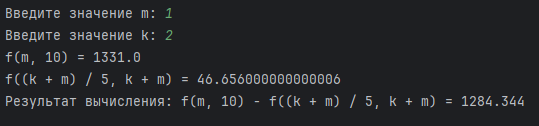 Введите значение m: 1
Введите значение k: 2
f(m, 10) = 1331.0
f((k + m) / 5, k + m) = 46.656000000000006
Результат вычисления: f(m, 10) - f((k + m) / 5, k + m) = 1284.344